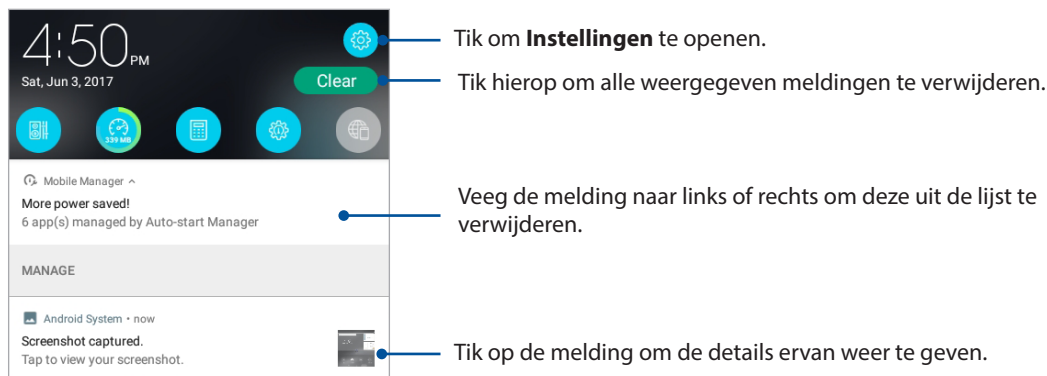 4:50 PM
Sat, Jun 3, 2017
Clear
339 MB
Mobile Manager
More power saved!
6 app(s) managed by Auto-start Manager
MANAGE
Android System • now
Screenshot captured.
Tap to view your screenshot.
Tik om Instellingen te openen.
Tik hierop om alle weergegeven meldingen te verwijderen.
Veeg de melding naar links of rechts om deze uit de lijst te
verwijderen.
Tik op de melding om de details ervan weer te geven.